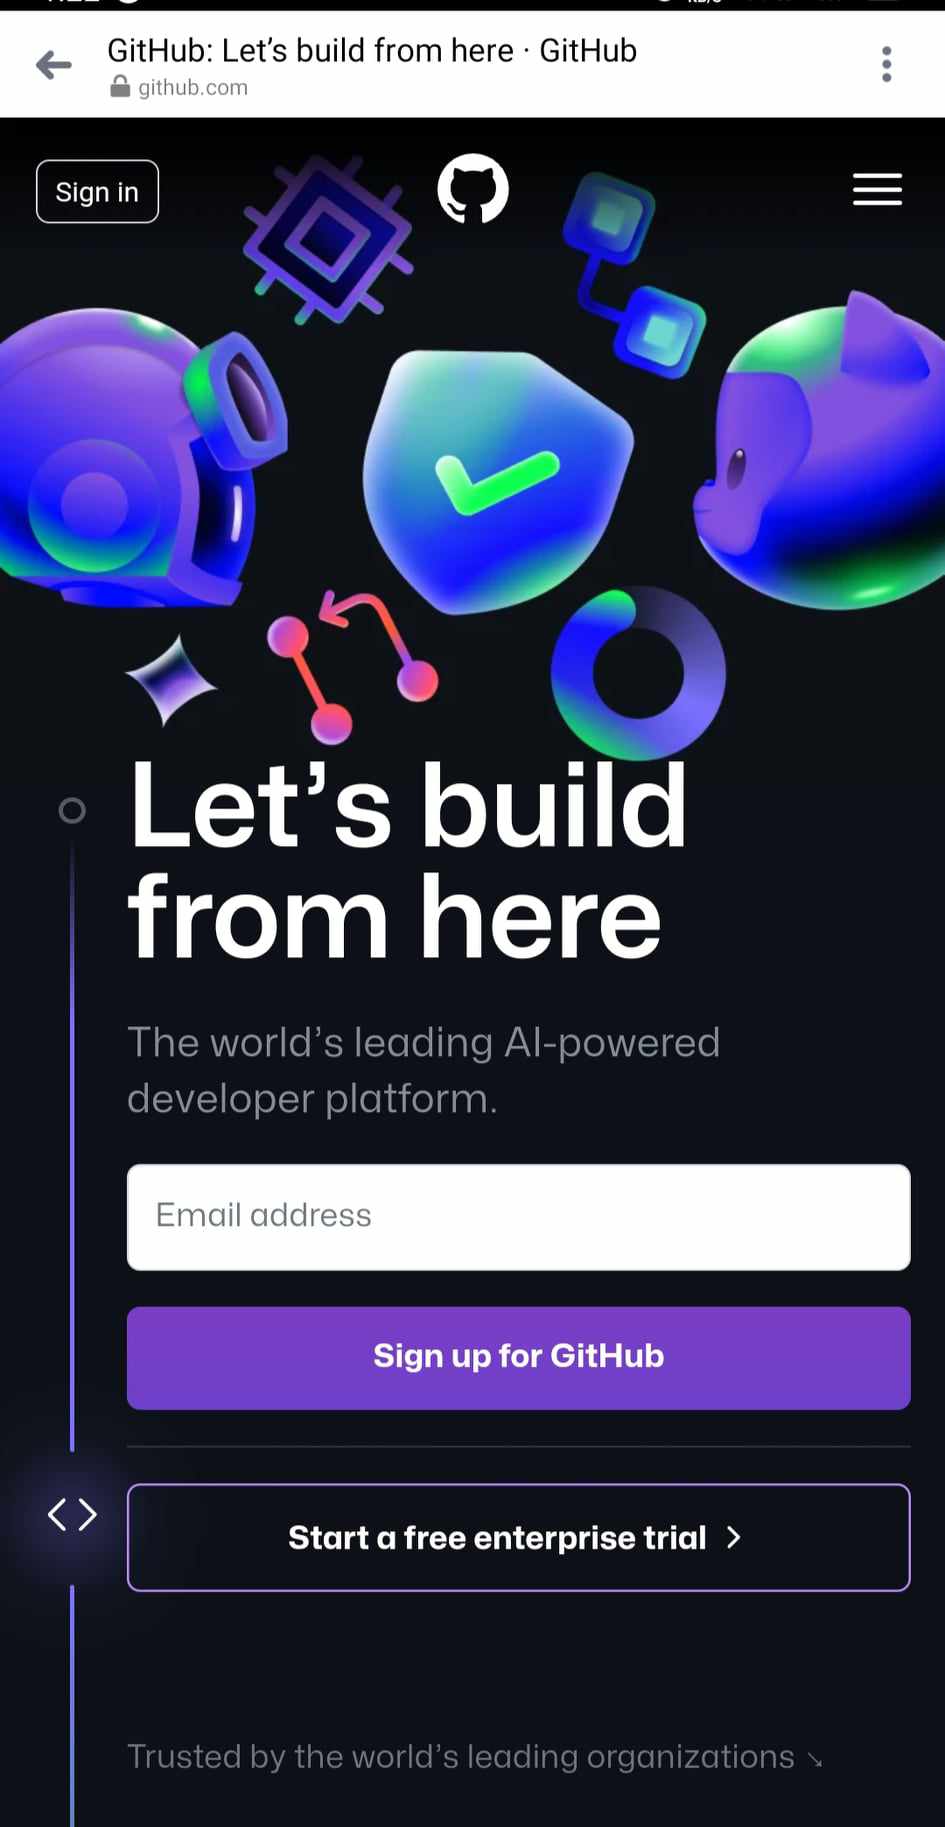 GitHub: Let’s build from here · GitHub
github.com
Sign in
Let’s build
from here
The world’s leading AI-powered
developer platform.
Email address
Sign up for GitHub
Start a free enterprise trial
Trusted by the world’s leading organizations ↘